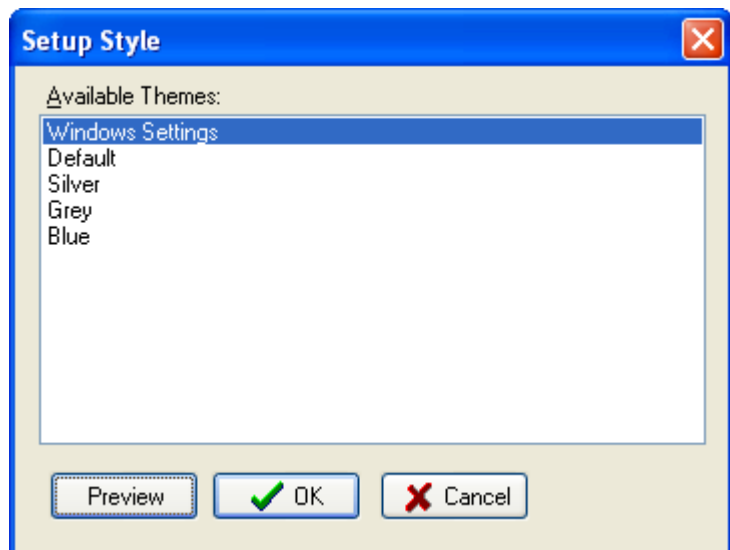 Setup Style
Available Themes:
Windows Settings
Default
Silver
Grey
Blue
Preview OK Cancel